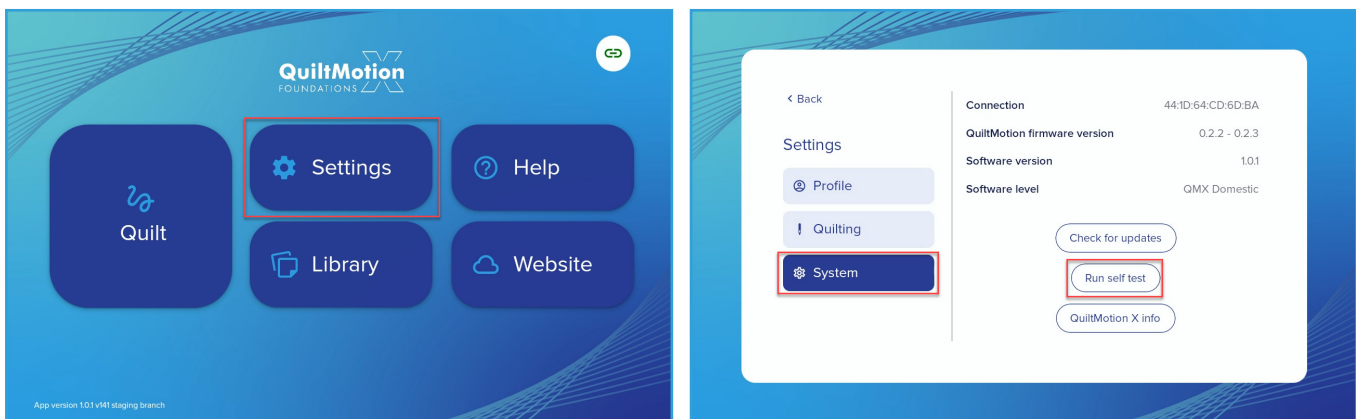 QuiltMotion
FOUNDATIONS
Quilt
Settings
Help
Library
Website
App version 1.0.1 v141 staging branch
< Back
Settings
Profile
Quilting
System
Connection 44:1D:64:CD:6D:BA
QuiltMotion firmware version 0.2.2 - 0.2.3
Software version 1.0.1
Software level QMX Domestic
Check for updates
Run self test
QuiltMotion X info